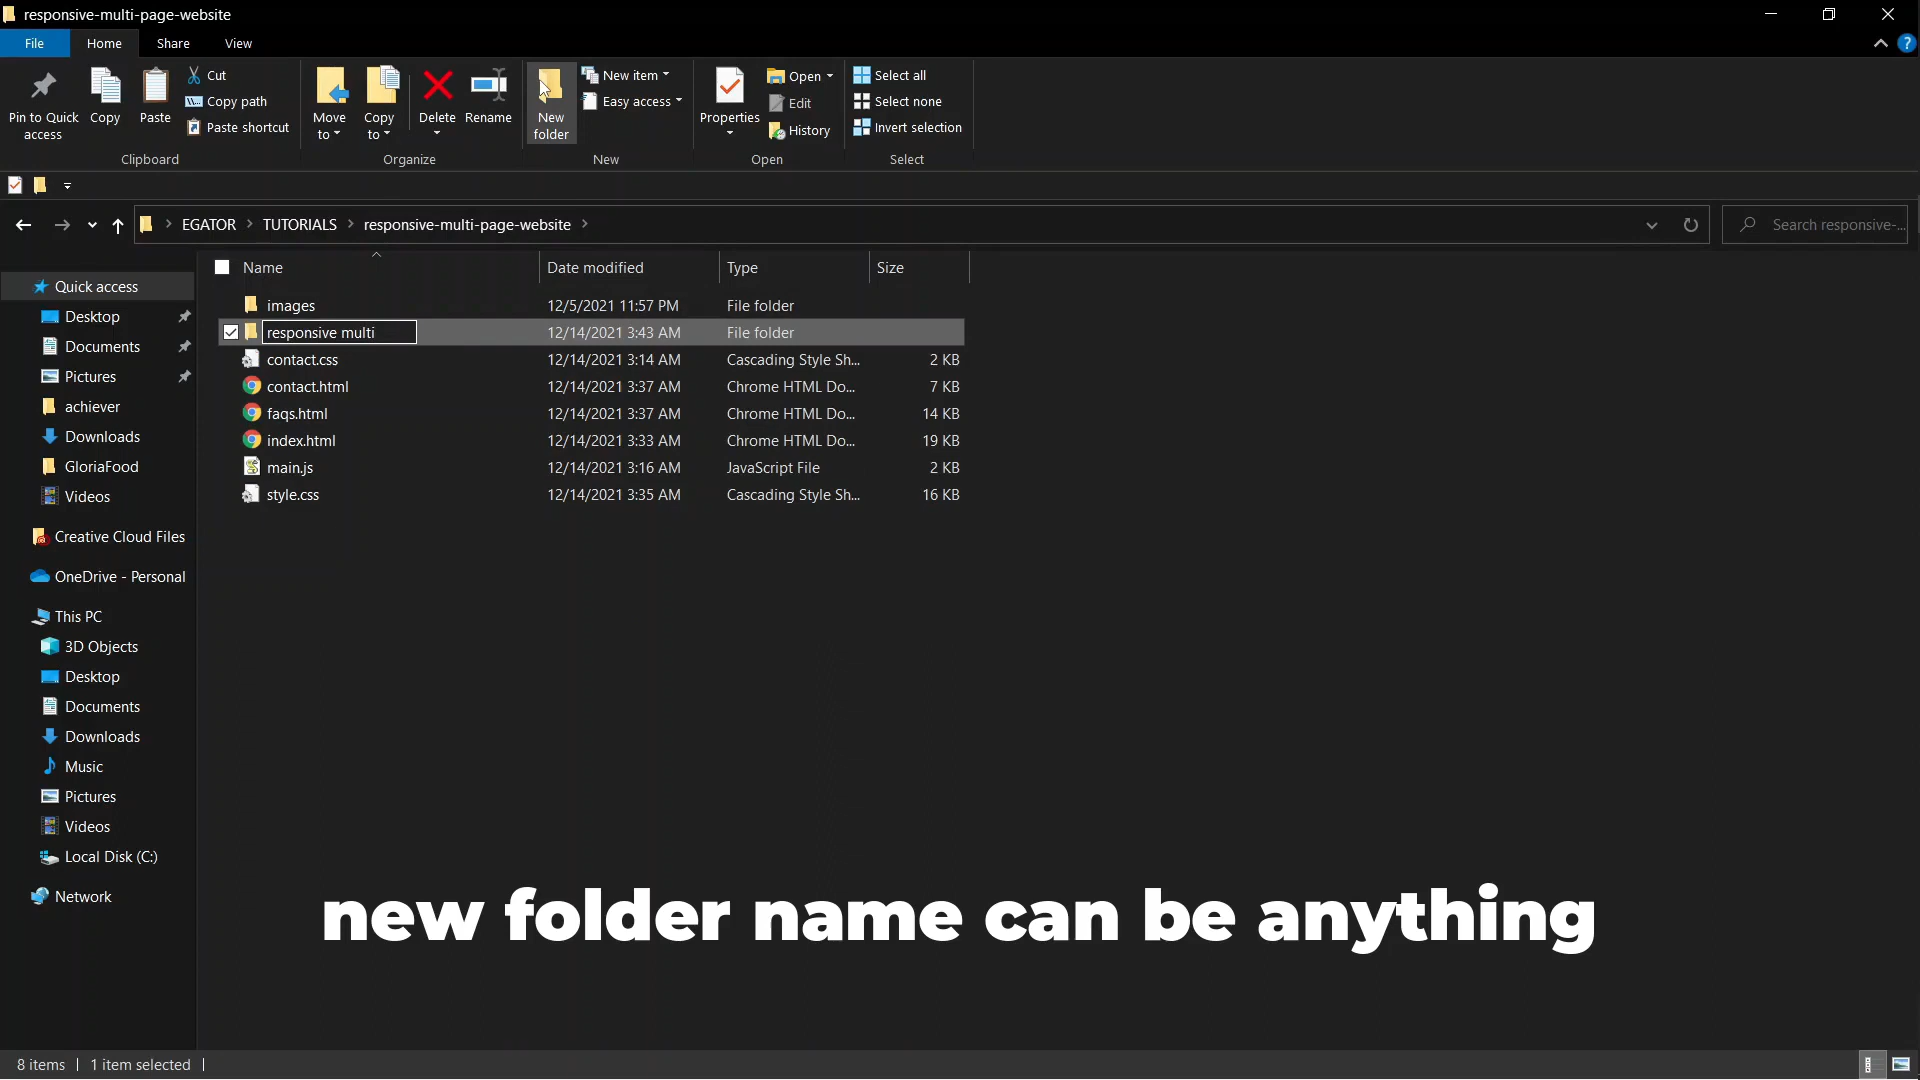 responsive-multi-page-website
File Home Share View
Pin to Quick access
Copy
Paste
Cut
Copy path
Paste shortcut
Clipboard
Move to
Copy to
Delete
Rename
Organize
New folder
New item
Easy access
New
Properties
Open
Edit
History
Open
Select all
Select none
Invert selection
Select
EGATOR > TUTORIALS > responsive-multi-page-website >
Search responsive-...
Name Date modified Type Size
images 12/5/2021 11:57 PM File folder
responsive multi 12/14/2021 3:43 AM File folder
contact.css 12/14/2021 3:14 AM Cascading Style Sh... 2 KB
contact.html 12/14/2021 3:37 AM Chrome HTML Do... 7 KB
faqs.html 12/14/2021 3:37 AM Chrome HTML Do... 14 KB
index.html 12/14/2021 3:33 AM Chrome HTML Do... 19 KB
main.js 12/14/2021 3:16 AM JavaScript File 2 KB
style.css 12/14/2021 3:35 AM Cascading Style Sh... 16 KB
Quick access
Desktop
Documents
Pictures
achiever
Downloads
GloriaFood
Videos
Creative Cloud Files
OneDrive - Personal
This PC
3D Objects
Desktop
Documents
Downloads
Music
Pictures
Videos
Local Disk (C:)
Network
new folder name can be anything
8 items 1 item selected